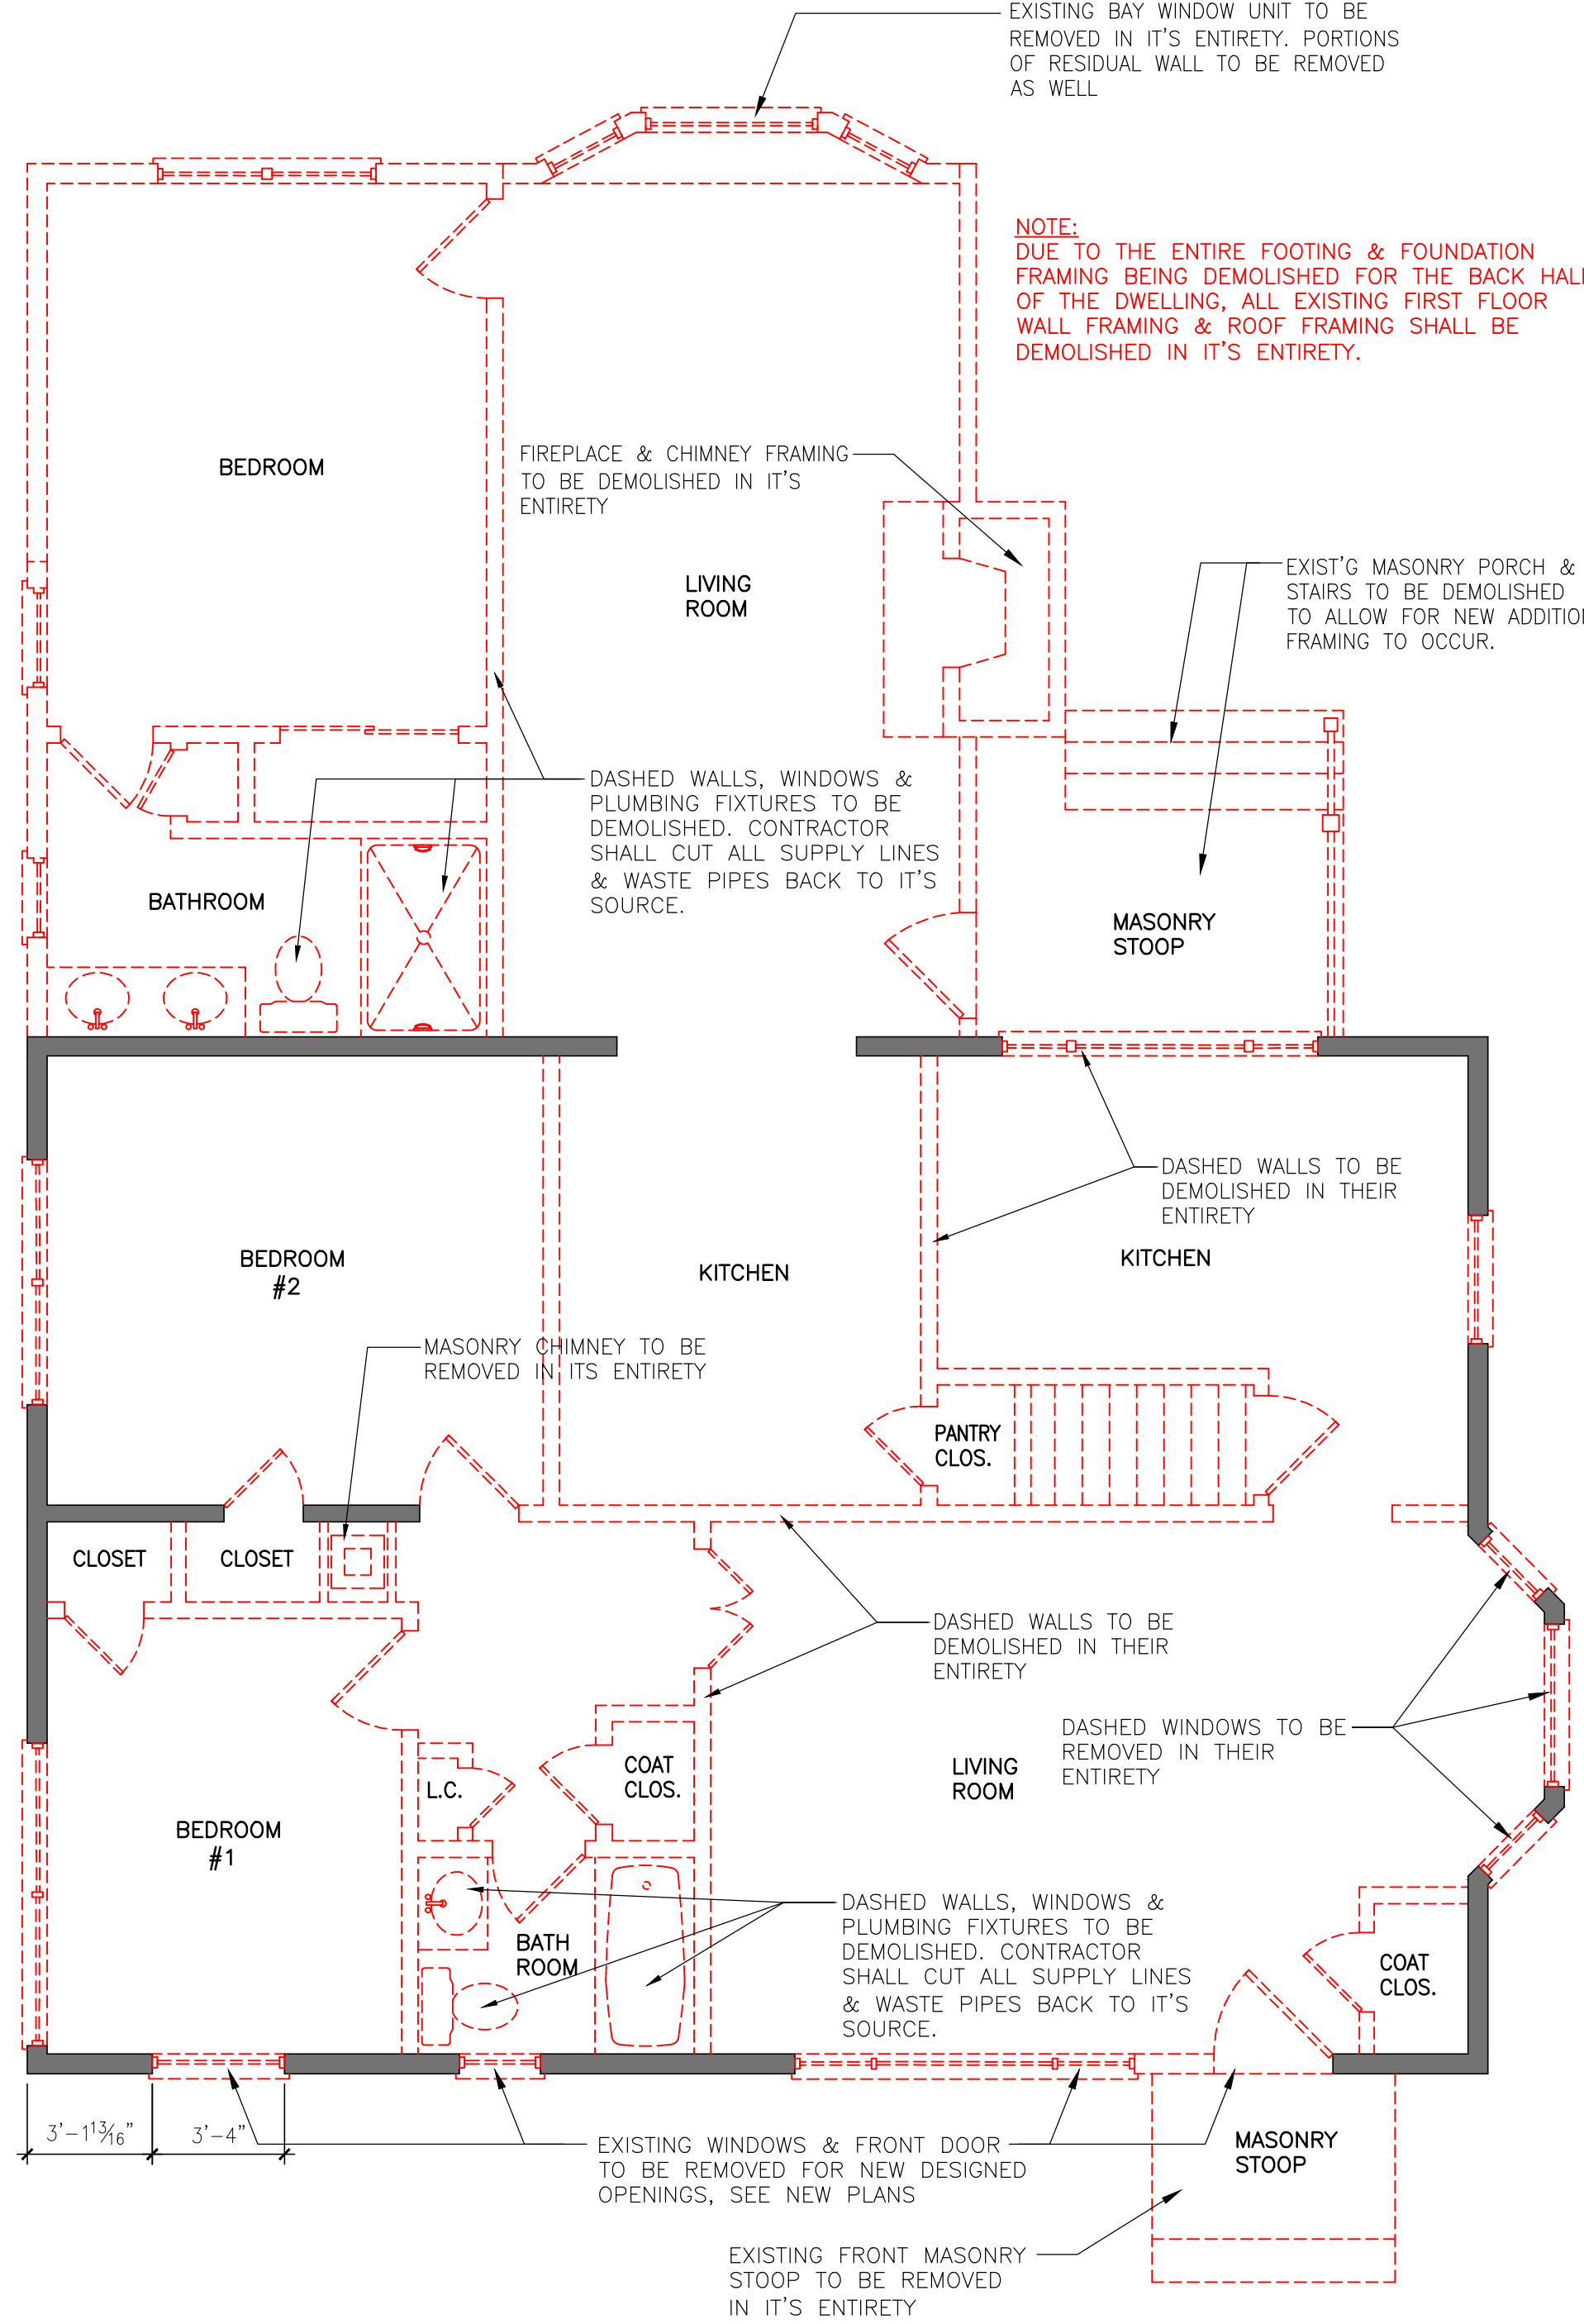 EXISTING BAY WINDOW UNIT TO BE
REMOVED IN IT'S ENTIRETY. PORTIONS
OF RESIDUAL WALL TO BE REMOVED
AS WELL
NOTE:
DUE TO THE ENTIRE FOOTING & FOUNDATION
FRAMING BEING DEMOLISHED FOR THE BACK HALF
OF THE DWELLING, ALL EXISTING FIRST FLOOR
WALL FRAMING & ROOF FRAMING SHALL BE
DEMOLISHED IN IT'S ENTIRETY.
BEDROOM
FIREPLACE & CHIMNEY FRAMING
TO BE DEMOLISHED IN IT'S
ENTIRETY
LIVING
ROOM
EXIST'G MASONRY PORCH &
STAIRS TO BE DEMOLISHED
TO ALLOW FOR NEW ADDITION
FRAMING TO OCCUR.
DASHED WALLS, WINDOWS &
PLUMBING FIXTURES TO BE
DEMOLISHED. CONTRACTOR
SHALL CUT ALL SUPPLY LINES
& WASTE PIPES BACK TO IT'S
SOURCE.
BATHROOM
MASONRY
STOOP
DASHED WALLS TO BE
DEMOLISHED IN THEIR
ENTIRETY
BEDROOM
#2
KITCHEN
KITCHEN
MASONRY CHIMNEY TO BE
REMOVED IN ITS ENTIRETY
PANTRY
CLOS.
CLOSET
CLOSET
DASHED WALLS TO BE
DEMOLISHED IN THEIR
ENTIRETY
DASHED WINDOWS TO BE
REMOVED IN THEIR
ENTIRETY
LIVING
ROOM
COAT
CLOS.
L.C.
BEDROOM
#1
DASHED WALLS, WINDOWS &
PLUMBING FIXTURES TO BE
DEMOLISHED. CONTRACTOR
SHALL CUT ALL SUPPLY LINES
& WASTE PIPES BACK TO IT'S
SOURCE.
BATH
ROOM
COAT
CLOS.
3'-1 13/16"
3'-4"
EXISTING WINDOWS & FRONT DOOR
TO BE REMOVED FOR NEW DESIGNED
OPENINGS, SEE NEW PLANS
MASONRY
STOOP
EXISTING FRONT MASONRY
STOOP TO BE REMOVED
IN IT'S ENTIRETY